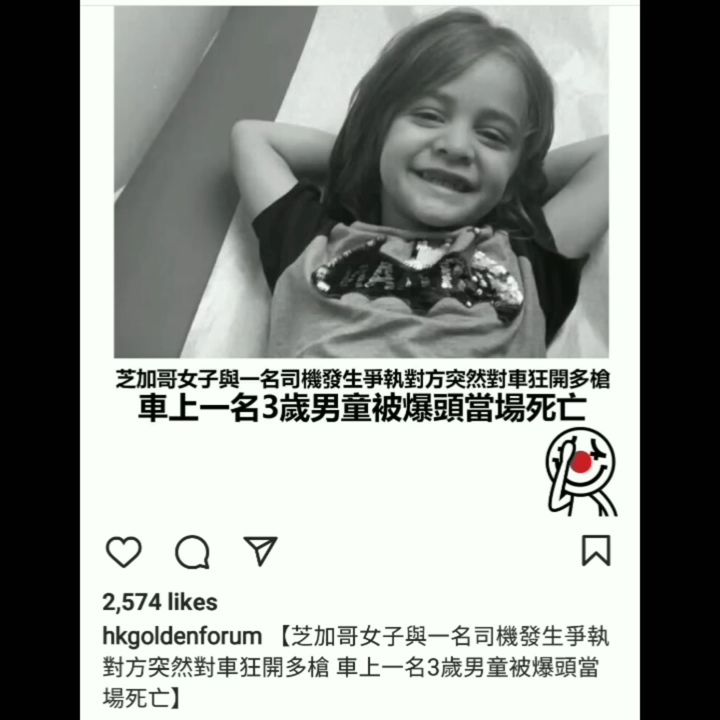 芝加哥女子與一名司機發生爭執對方突然對車狂開多槍
車上一名3歲男童被爆頭當場死亡
2,574 likes
hkgoldenforum 【芝加哥女子與一名司機發生爭執
對方突然對車狂開多槍 車上一名3歲男童被爆頭當
場死亡】